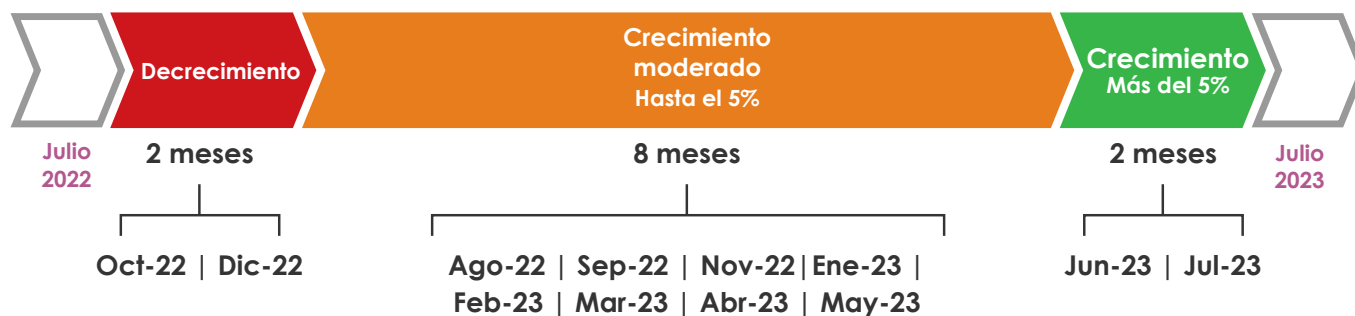 Decrecimiento
Crecimiento
moderado
Hasta el 5%
Crecimiento
Más del 5%
Julio
2022
2 meses
8 meses
2 meses
Julio
2023
Oct-22 | Dic-22
Ago-22 | Sep-22 | Nov-22|Ene-23 |
Feb-23 | Mar-23 | Abr-23 | May-23
Jun-23 | Jul-23